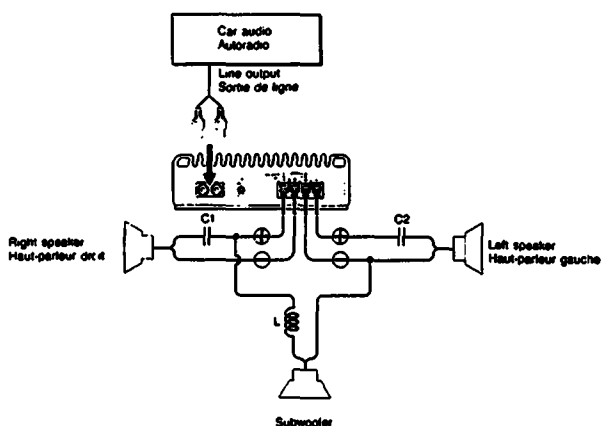 Car audio
Autoradio
Line output
Sortie de ligne
C1
C2
Right speaker
Haut-parleur droit
Left speaker
Haut-parleur gauche
L
Subwoofer